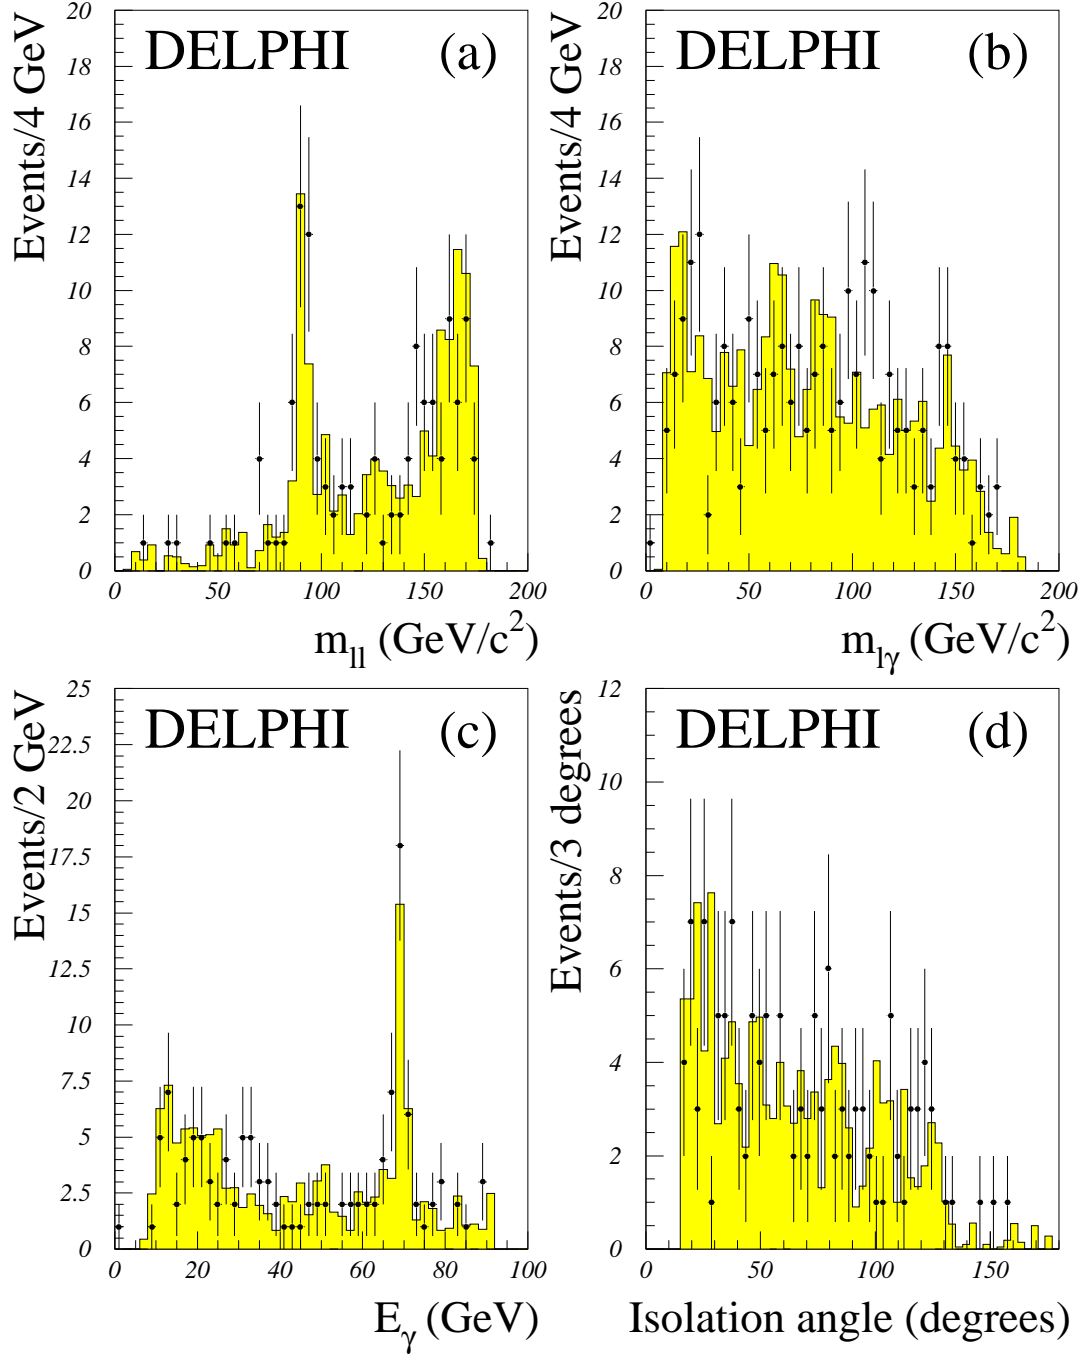 DELPHI (a)
Events/4 GeV
20
18
16
14
12
10
8
6
4
2
0
0 50 100 150 200
m_ll (GeV/c²)
DELPHI (b)
Events/4 GeV
20
18
16
14
12
10
8
6
4
2
0
0 50 100 150 200
m_lγ (GeV/c²)
DELPHI (c)
Events/2 GeV
25
22.5
20
17.5
15
12.5
10
7.5
5
2.5
0
0 20 40 60 80 100
E_γ (GeV)
DELPHI (d)
Events/3 degrees
12
10
8
6
4
2
0
0 50 100 150
Isolation angle (degrees)